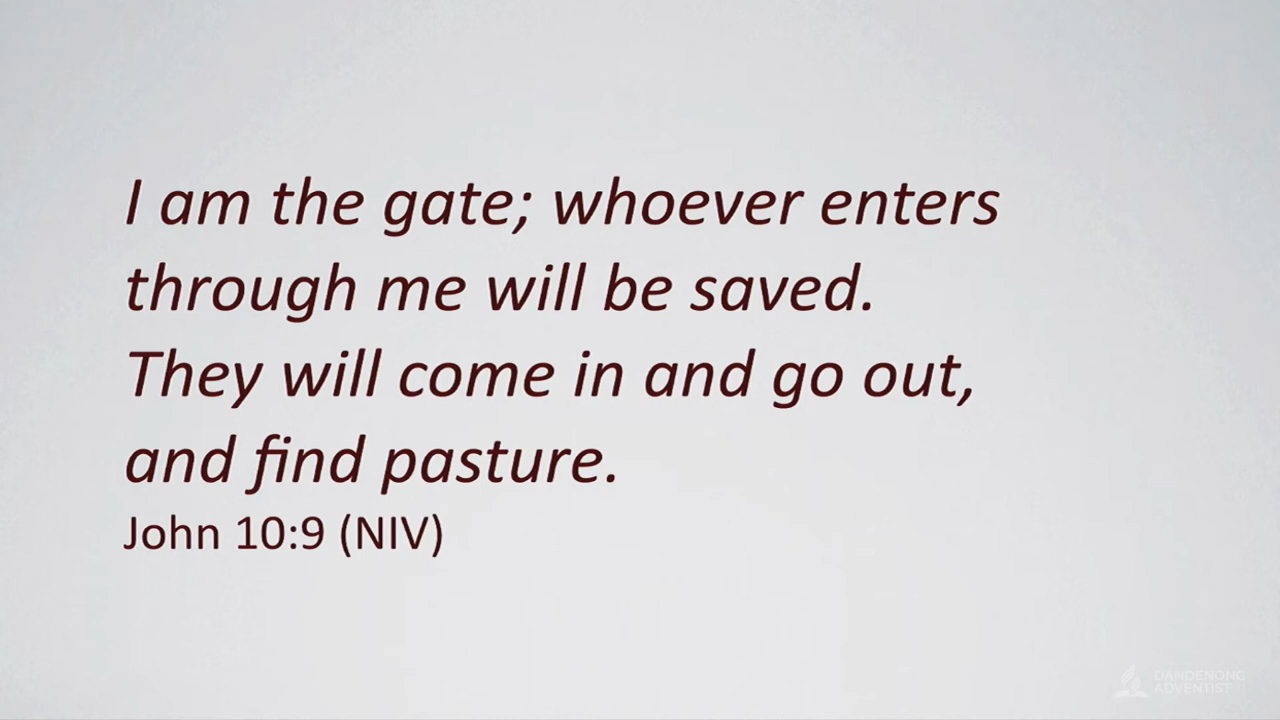 I am the gate; whoever enters
through me will be saved.
They will come in and go out,
and find pasture.
John 10:9 (NIV)
DANDENONG
ADVENTIST